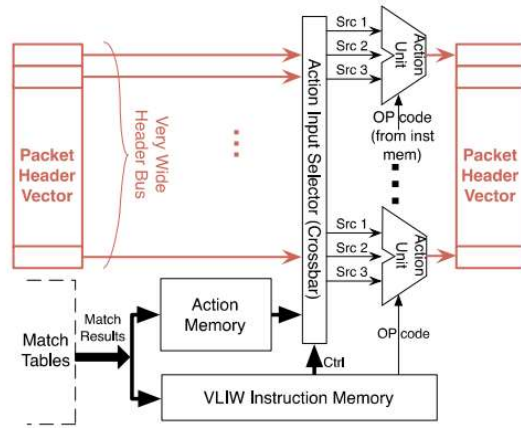 Packet
Header
Vector
Very Wide
Header Bus
Action Input Selector (Crossbar)
Src 1
Src 2
Src 3
Action
Unit
OP code
(from inst
mem)
Src 1
Src 2
Src 3
Action
Unit
OP code
Packet
Header
Vector
Match
Tables
Match
Results
Action
Memory
Ctrl
VLIW Instruction Memory